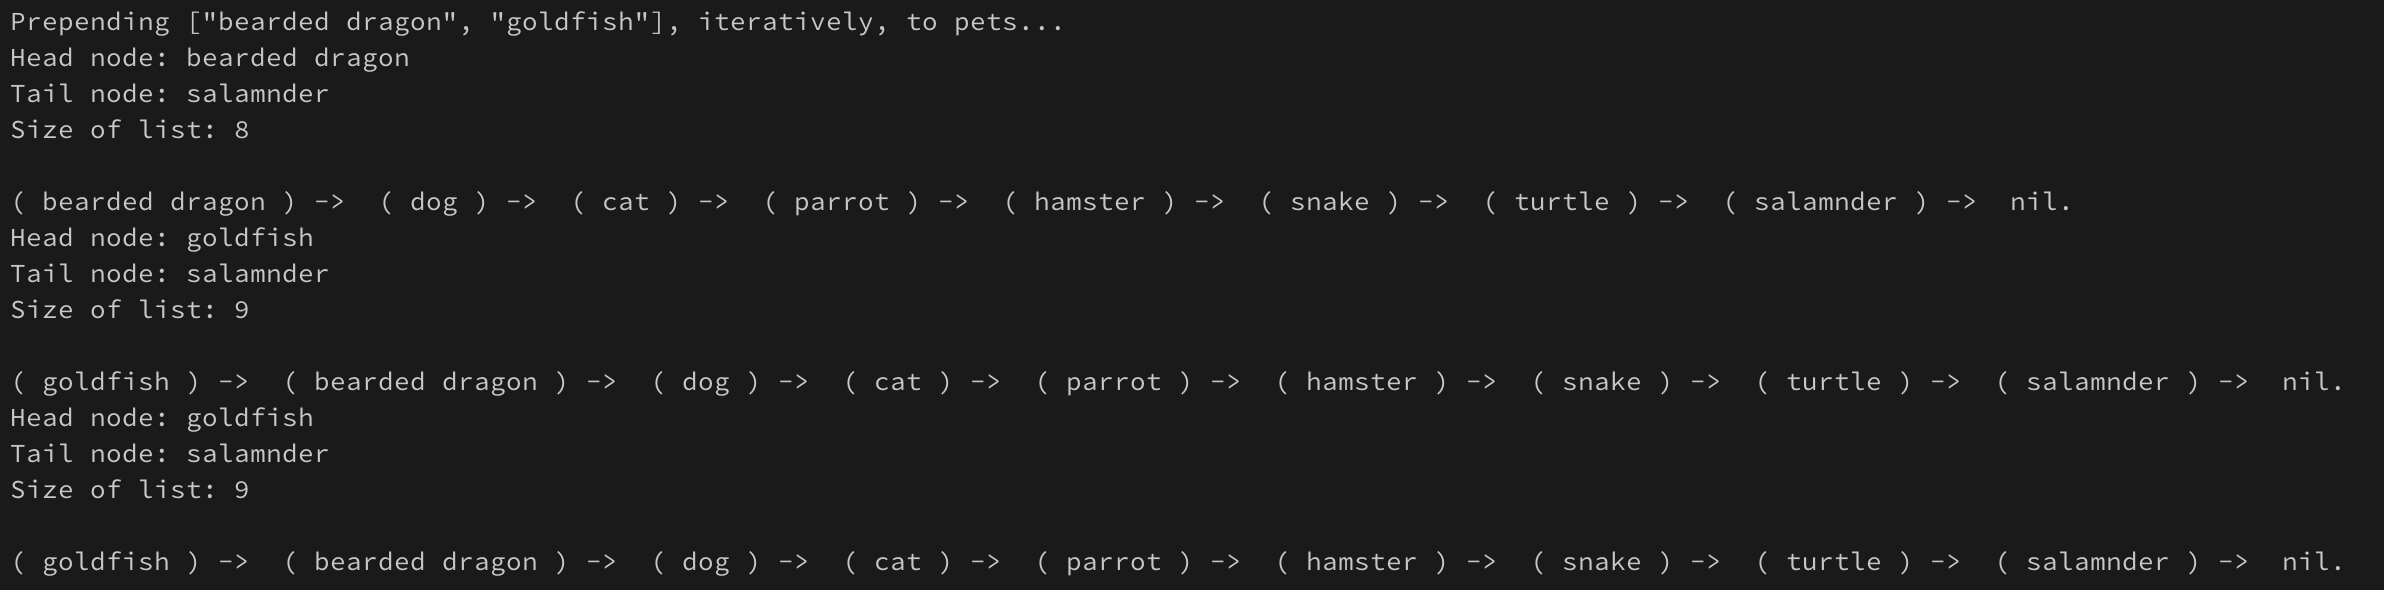 Prepending ["bearded dragon", "goldfish"], iteratively, to pets...
Head node: bearded dragon
Tail node: salamnder
Size of list: 8
( bearded dragon ) ->  ( dog ) ->  ( cat ) ->  ( parrot ) ->  ( hamster ) ->  ( snake ) ->  ( turtle ) ->  ( salamnder ) ->  nil.
Head node: goldfish
Tail node: salamnder
Size of list: 9
( goldfish ) ->  ( bearded dragon ) ->  ( dog ) ->  ( cat ) ->  ( parrot ) ->  ( hamster ) ->  ( snake ) ->  ( turtle ) ->  ( salamnder ) ->  nil.
Head node: goldfish
Tail node: salamnder
Size of list: 9
( goldfish ) ->  ( bearded dragon ) ->  ( dog ) ->  ( cat ) ->  ( parrot ) ->  ( hamster ) ->  ( snake ) ->  ( turtle ) ->  ( salamnder ) ->  nil.